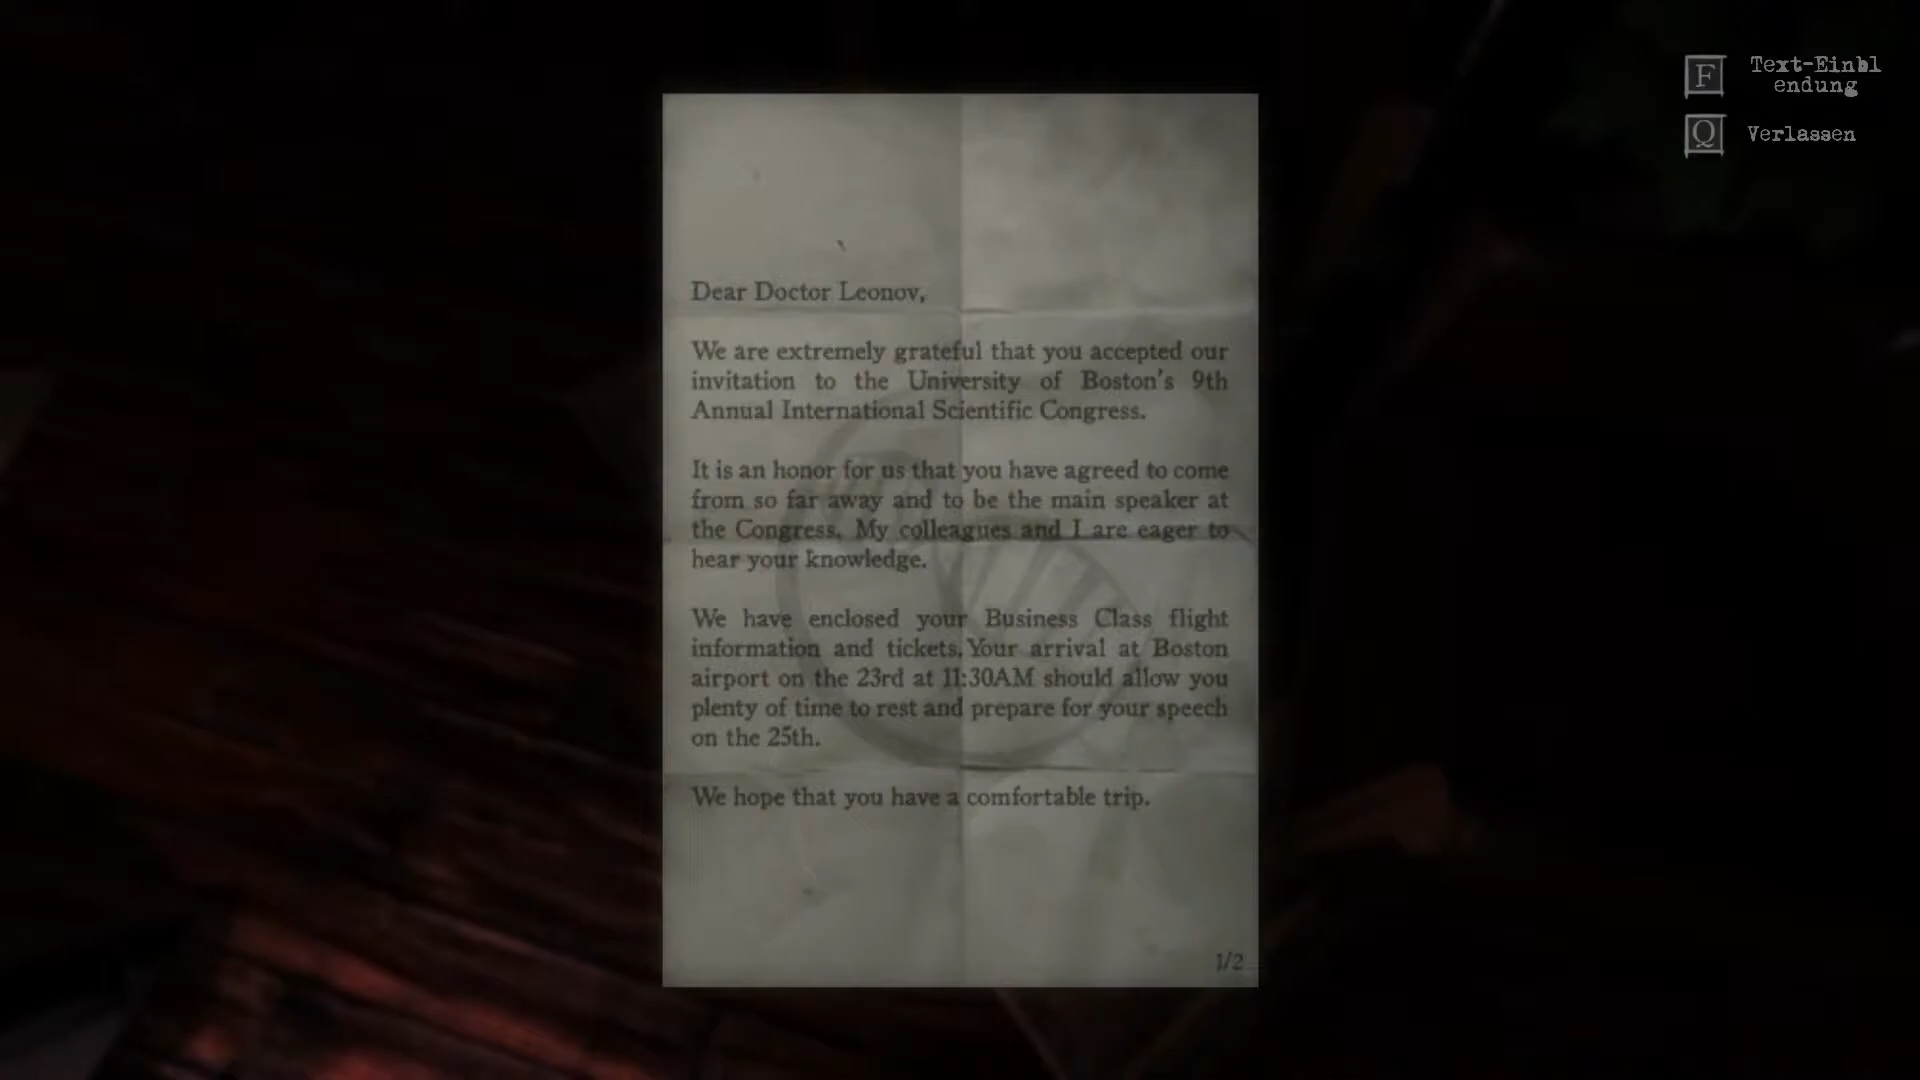 F Text-Einbl
endung
Q Verlassen
Dear Doctor Leonov,
We are extremely grateful that you accepted our
invitation to the University of Boston's 9th
Annual International Scientific Congress.
It is an honor for us that you have agreed to come
from so far away and to be the main speaker at
the Congress. My colleagues and I are eager to
hear your knowledge.
We have enclosed your Business Class flight
information and tickets. Your arrival at Boston
airport on the 23rd at 11:30AM should allow you
plenty of time to rest and prepare for your speech
on the 25th.
We hope that you have a comfortable trip.
1/2